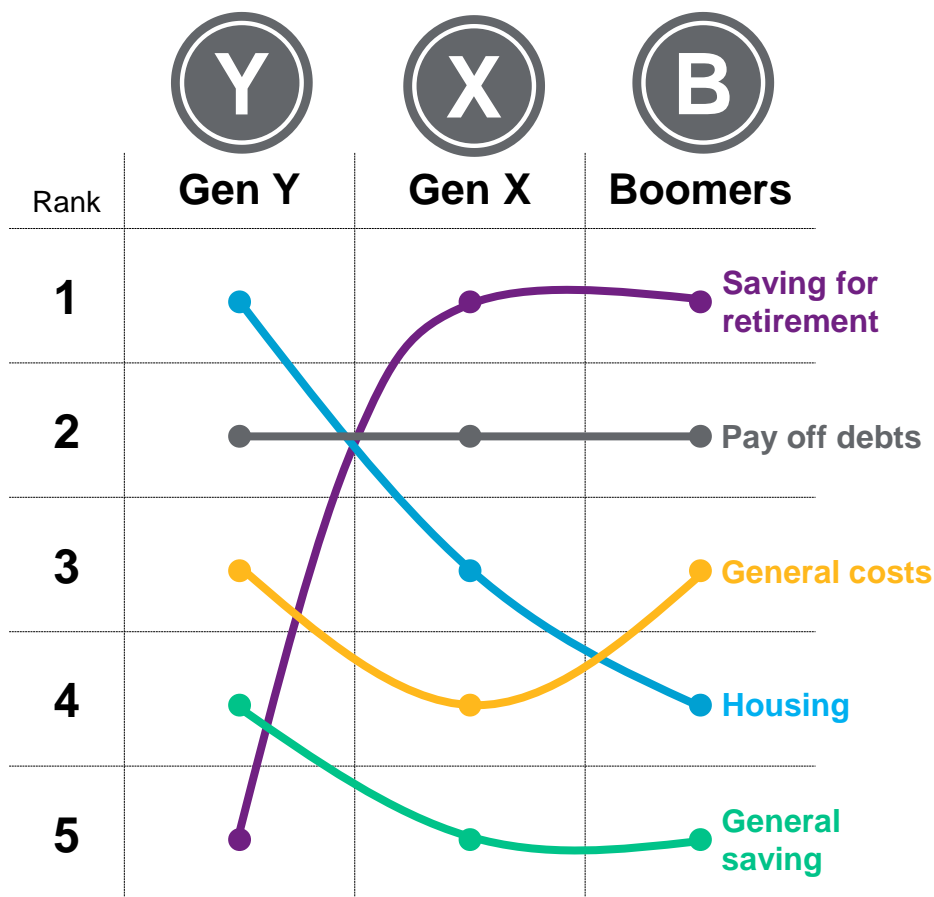 Y X B
Rank Gen Y Gen X Boomers
1
Saving for
retirement
2
Pay off debts
3
General costs
4
Housing
5
General
saving